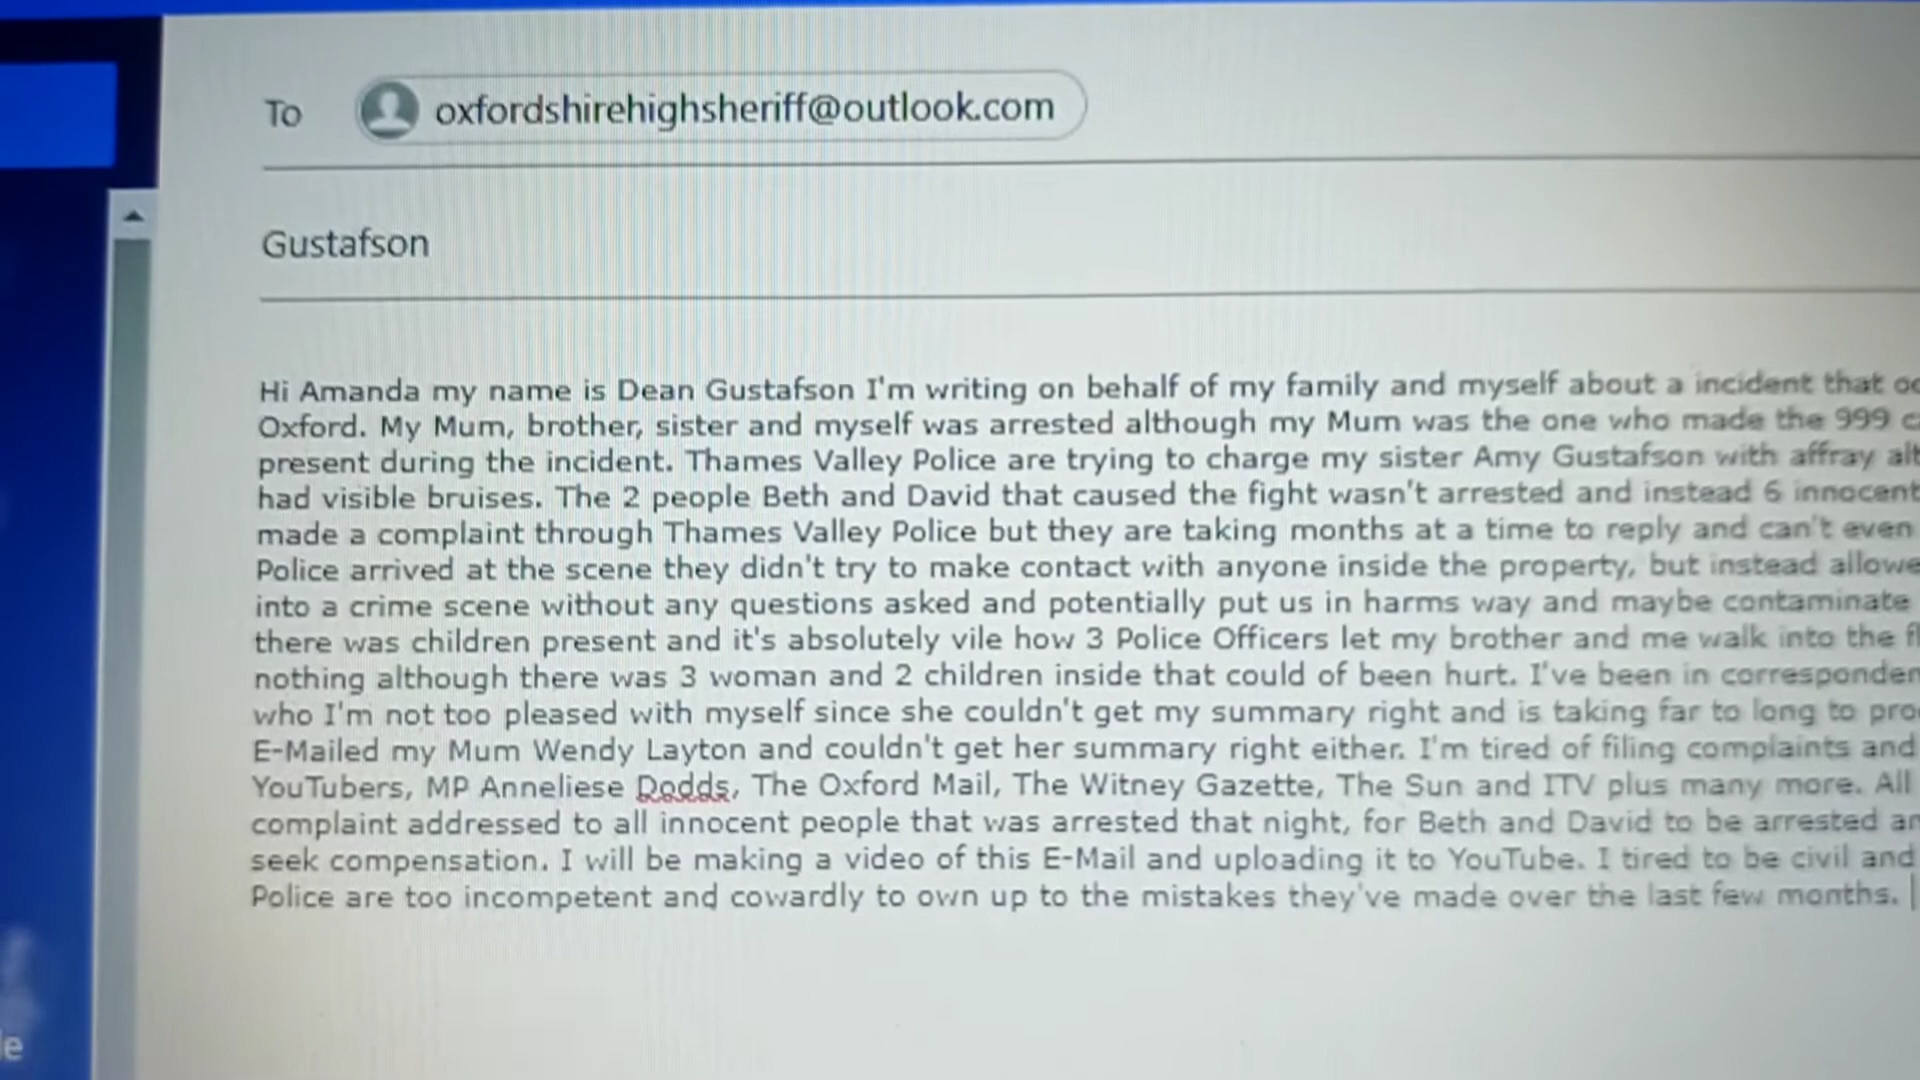 To oxfordshirehighsheriff@outlook.com
Gustafson
Hi Amanda my name is Dean Gustafson I'm writing on behalf of my family and myself about a incident that
Oxford. My Mum, brother, sister and myself was arrested although my Mum was the one who made the 999
present during the incident. Thames Valley Police are trying to charge my sister Amy Gustafson with affray
had visible bruises. The 2 people Beth and David that caused the fight wasn't arrested and instead 6 innocent
made a complaint through Thames Valley Police but they are taking months at a time to reply and can't even
Police arrived at the scene they didn't try to make contact with anyone inside the property, but instead
into a crime scene without any questions asked and potentially put us in harms way and maybe contaminate
there was children present and it's absolutely vile how 3 Police Officers let my brother and me walk into the
nothing although there was 3 woman and 2 children inside that could of been hurt. I've been in
who I'm not too pleased with myself since she couldn't get my summary right and is taking far to long to
E-Mailed my Mum Wendy Layton and couldn't get her summary right either. I'm tired of filing complaints and
YouTubers, MP Anneliese Dodds, The Oxford Mail, The Witney Gazette, The Sun and ITV plus many more. All
complaint addressed to all innocent people that was arrested that night, for Beth and David to be arrested
seek compensation. I will be making a video of this E-Mail and uploading it to YouTube. I tired to be civil and
Police are too incompetent and cowardly to own up to the mistakes they've made over the last few months.